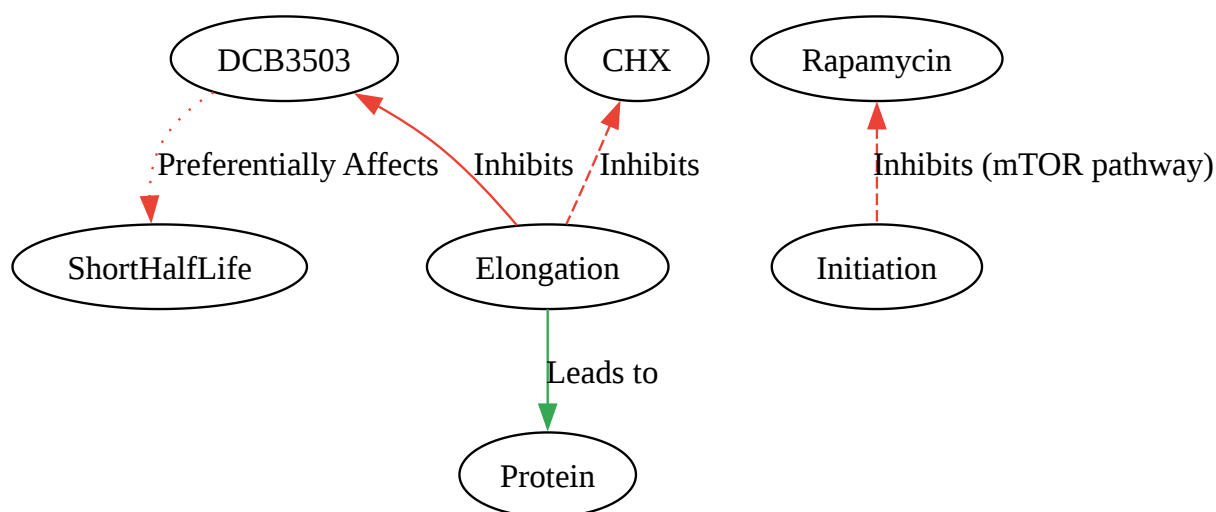 DCB3503
CHX
Rapamycin
Preferentially Affects
Inhibits
Inhibits
Inhibits (mTOR pathway)
ShortHalfLife
Elongation
Initiation
Leads to
Protein